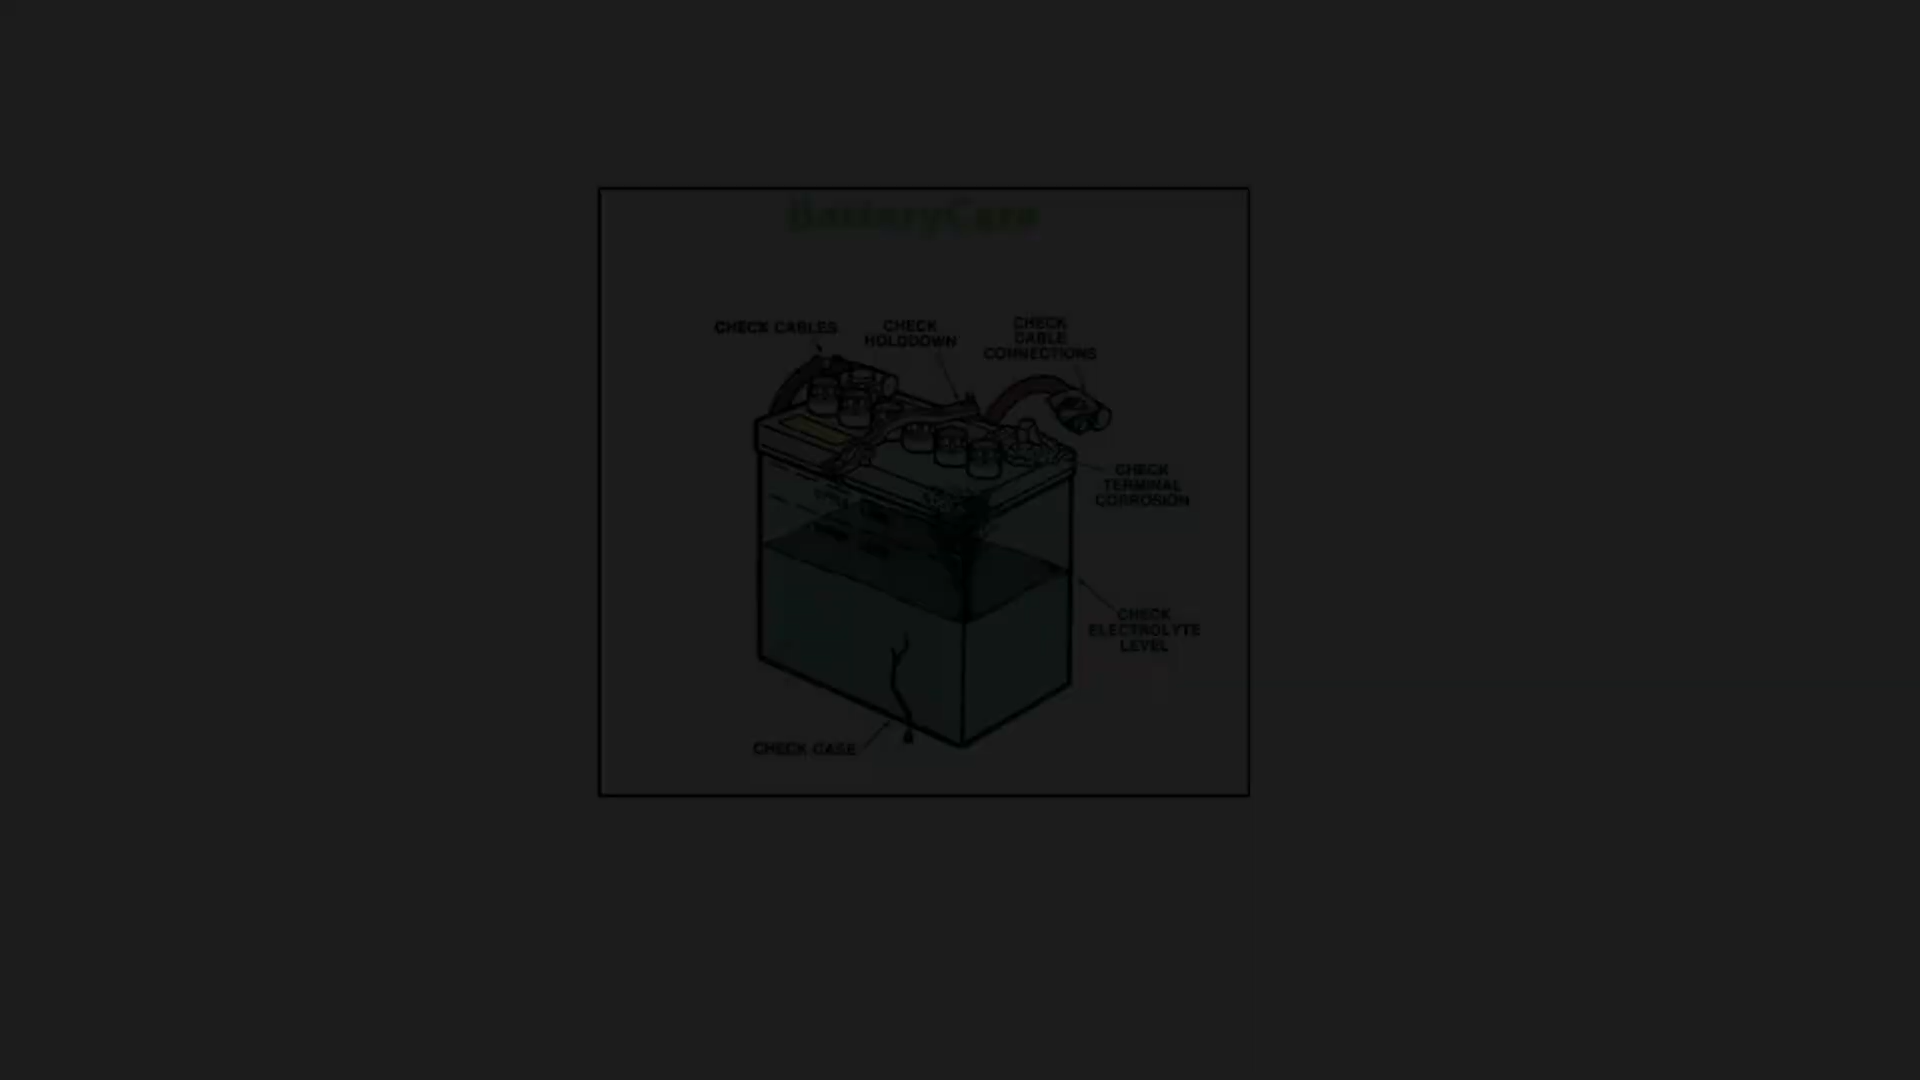 BatteryCare
CHECK CABLES
CHECK
HOLDDOWN
CHECK
CABLE
CONNECTIONS
CHECK
TERMINAL
CORROSION
CHECK
ELECTROLYTE
LEVEL
CHECK CASE